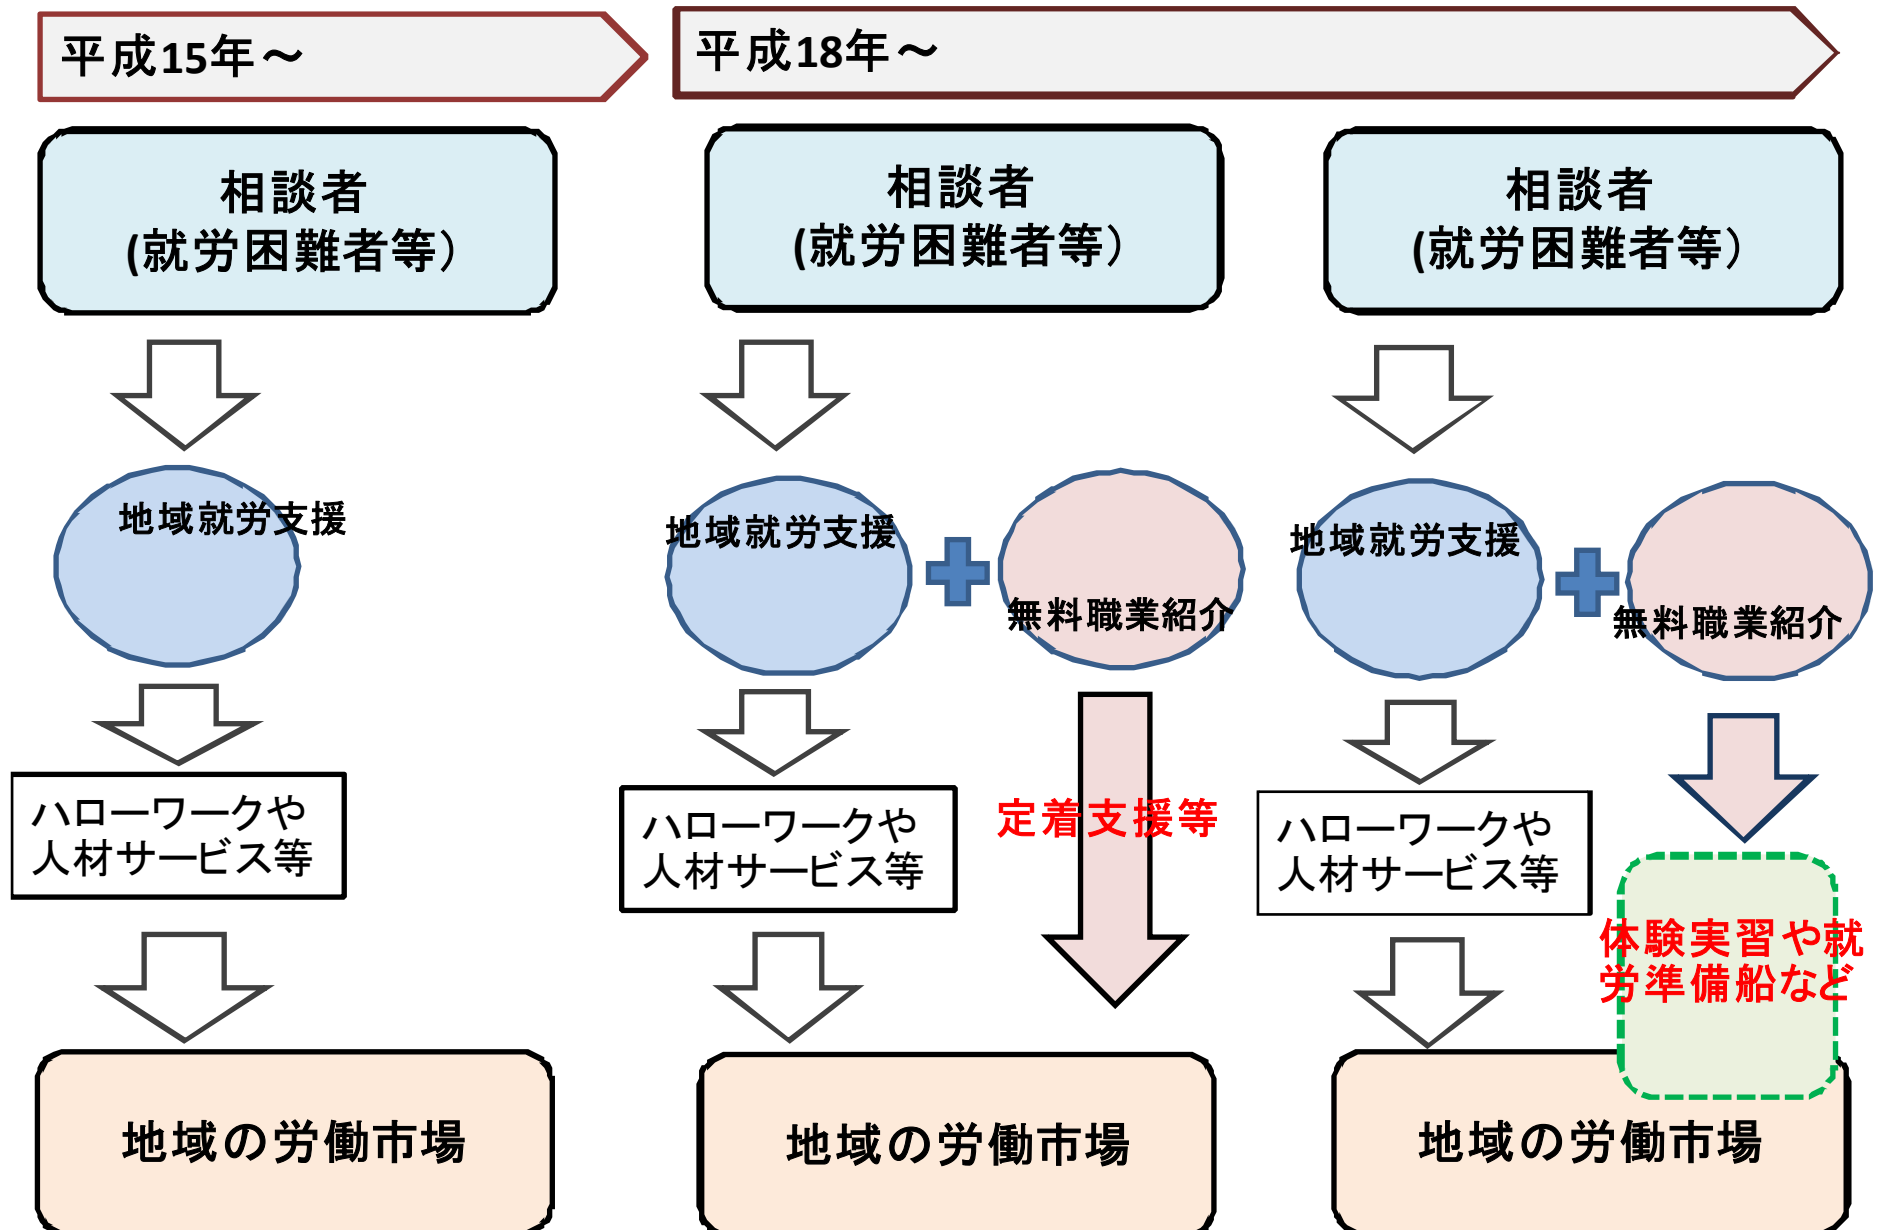 平成15年～
平成18年～
相談者
(就労困難者等）
相談者
(就労困難者等）
相談者
(就労困難者等）
地域就労支援
地域就労支援
無料職業紹介
地域就労支援
無料職業紹介
ハローワークや
人材サービス等
ハローワークや
人材サービス等
定着支援等
ハローワークや
人材サービス等
体験実習や就
労準備船など
地域の労働市場
地域の労働市場
地域の労働市場